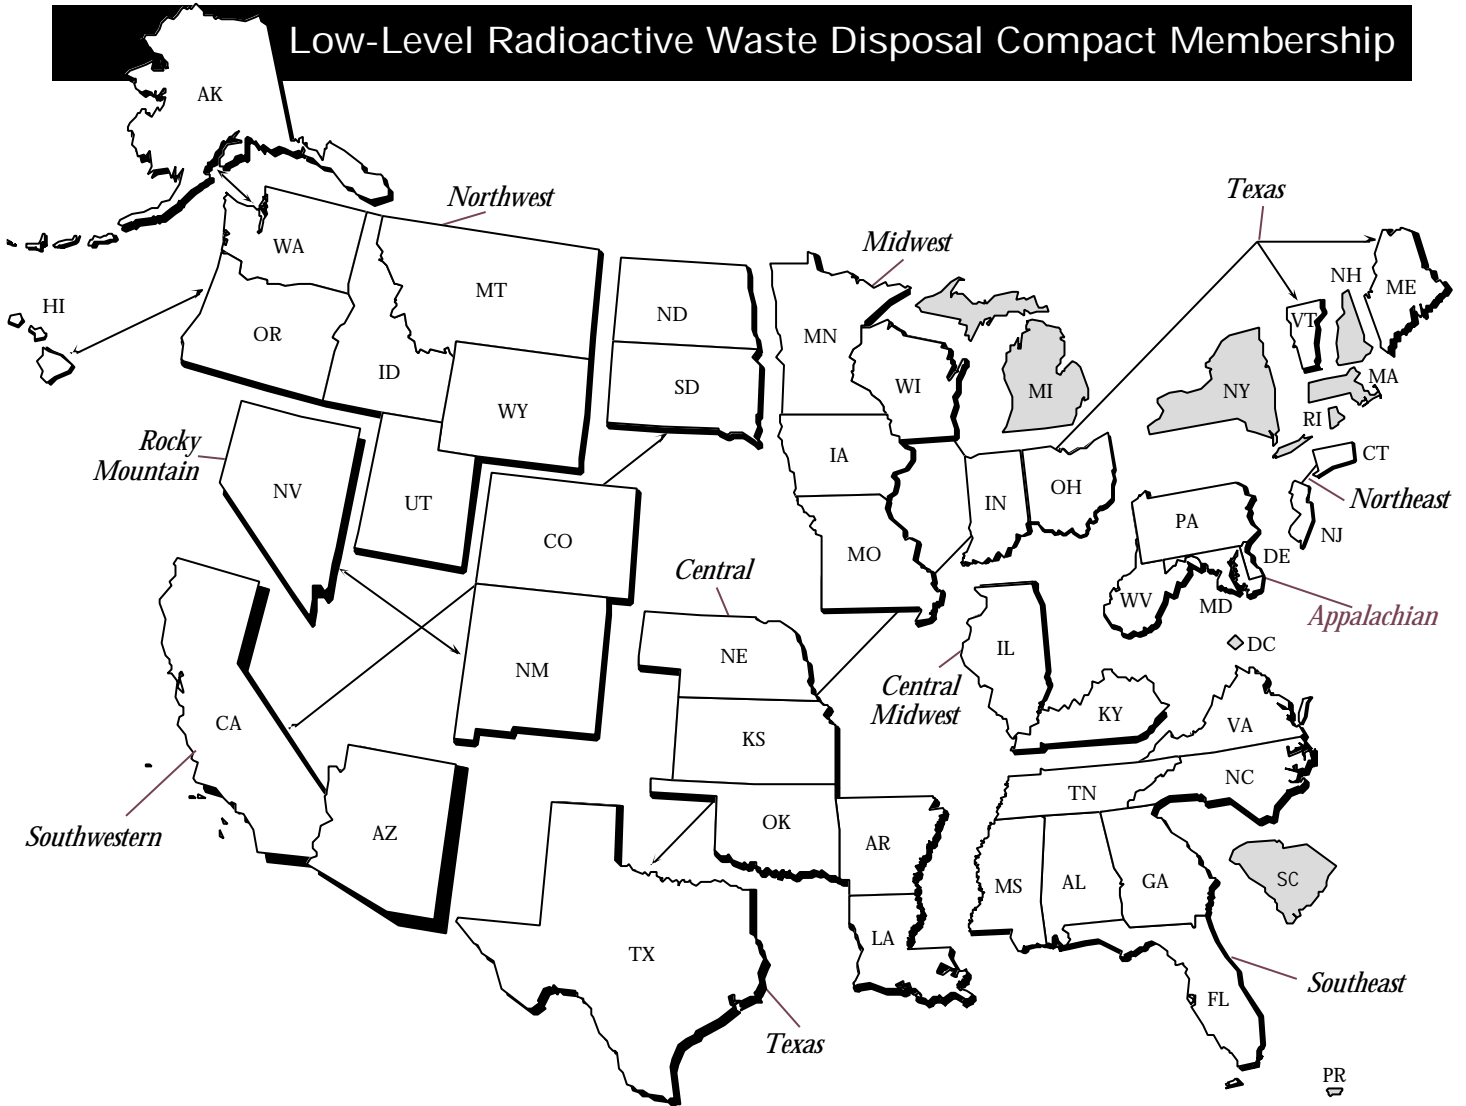 Low-Level Radioactive Waste Disposal Compact Membership
AK
Northwest
Texas
Midwest
WA
MT
ND
MN
NH
ME
HI
OR
VT
ID
SD
WI
MI
NY
MA
WY
RI
Rocky
Mountain
IA
CT
NV
UT
IN
OH
Northeast
CO
MO
PA
NJ
DE
Central
WV
MD
Appalachian
NM
NE
IL
DC
Central
Midwest
CA
KS
KY
VA
TN
NC
Southwestern
AZ
OK
AR
MS
AL
GA
SC
TX
LA
FL
Southeast
Texas
PR